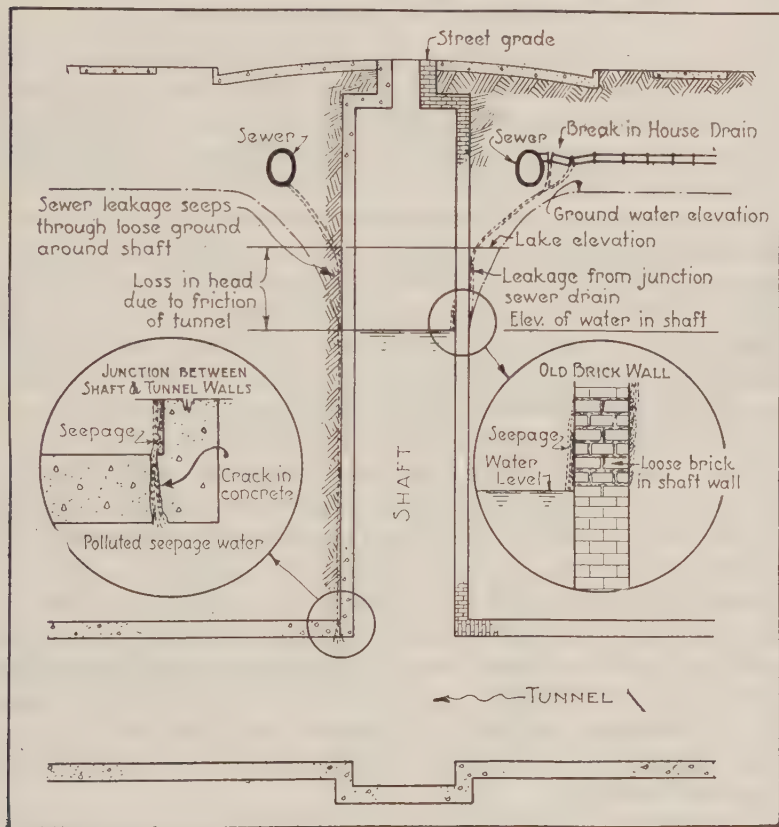 Street grade
Sewer
Sewer
Break in House Drain
Sewer leakage seeps
through loose ground
around shaft
Ground water elevation
Lake elevation
Loss in head
due to friction
of tunnel
Leakage from junction
sewer drain
Elev. of water in shaft
JUNCTION BETWEEN
SHAFT & TUNNEL WALLS
Seepage
Crack in
concrete
Polluted seepage water
SHAFT
OLD BRICK WALL
Seepage
Water
Level
Loose brick
in shaft wall
TUNNEL